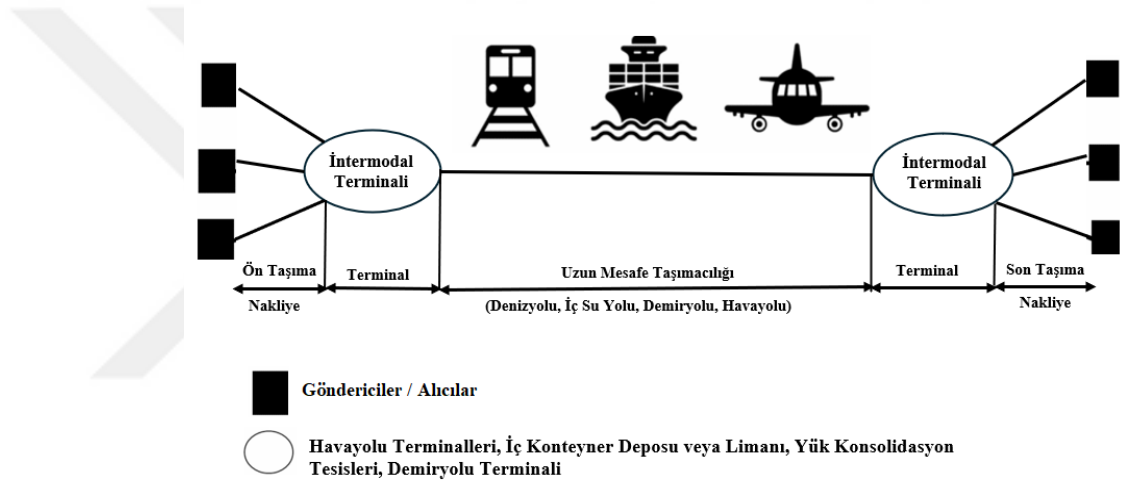 İntermodal
Terminali
İntermodal
Terminali
Ön Taşıma
Terminal
Uzun Mesafe Taşımacılığı
Terminal
Son Taşıma
Nakliye
(Denizyolu, İç Su Yolu, Demiryolu, Havayolu)
Nakliye
Göndericiler / Alıcılar
Havayolu Terminalleri, İç Konteyner Deposu veya Limanı, Yük Konsolidasyon
Tesisleri, Demiryolu Terminali